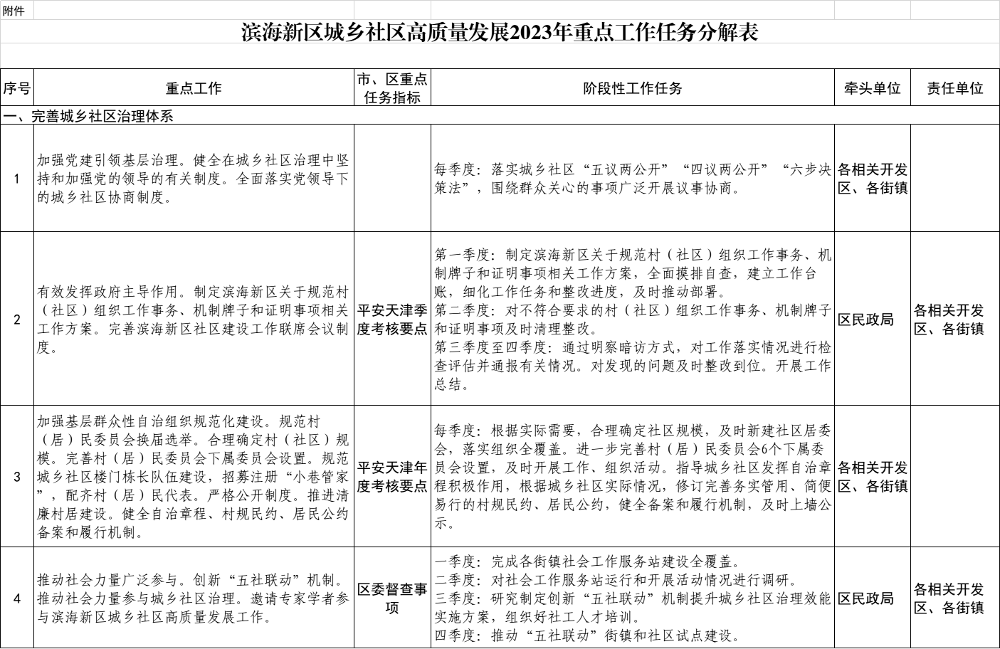 附件
滨海新区城乡社区高质量发展2023年重点工作任务分解表
序号
重点工作
市、区重点
任务指标
阶段性工作任务
牵头单位
责任单位
一、完善城乡社区治理体系
1
加强党建引领基层治理。健全在城乡社区治理中坚
持和加强党的领导的有关制度。全面落实党领导下
的城乡社区协商制度。
每季度：落实城乡社区“五议两公开”“四议两公开”“六步决
策法”，围绕群众关心的事项广泛开展议事协商。
各相关开发
区、各街镇
2
有效发挥政府主导作用。制定滨海新区关于规范村
（社区）组织工作事务、机制牌子和证明事项相关
工作方案。完善滨海新区社区建设工作联席会议制
度。
平安天津季
度考核要点
第一季度：制定滨海新区关于规范村（社区）组织工作事务、机
制牌子和证明事项相关工作方案，全面摸排自查，建立工作台
账，细化工作任务和整改进度，及时推动部署。
第二季度：对不符合要求的村（社区）组织工作事务、机制牌子
和证明事项及时清理整改。
第三季度至四季度：通过明察暗访方式，对工作落实情况进行检
查评估并通报有关情况。对发现的问题及时整改到位。开展工作
总结。
区民政局
各相关开发
区、各街镇
3
加强基层群众性自治组织规范化建设。规范村
（居）民委员会换届选举。合理确定村（社区）规
模。完善村（居）民委员会下属委员会设置。规范
城乡社区楼门栋长队伍建设，招募注册“小巷管家
”，配齐村（居）民代表。严格公开制度。推进清
廉村居建设。健全自治章程、村规民约、居民公约
备案和履行机制。
平安天津年
度考核要点
每季度：根据实际需要，合理确定社区规模，及时新建社区居委
会，落实组织全覆盖。进一步完善村（居）民委员会6个下属委
员会设置，及时开展工作、组织活动。指导城乡社区发挥自治章
程积极作用，根据城乡社区实际情况，修订完善务实管用、简便
易行的村规民约、居民公约，健全备案和履行机制，及时上墙公
示。
各相关开发
区、各街镇
4
推动社会力量广泛参与。创新“五社联动”机制。
推动社会力量参与城乡社区治理。邀请专家学者参
与滨海新区城乡社区高质量发展工作。
区委督查事
项
一季度：完成各街镇社会工作服务站建设全覆盖。
二季度：对社会工作服务站运行和开展活动情况进行调研。
三季度：研究制定创新“五社联动”机制提升城乡社区治理效能
实施方案，组织好社工人才培训。
四季度：推动“五社联动”街镇和社区试点建设。
区民政局
各相关开发
区、各街镇